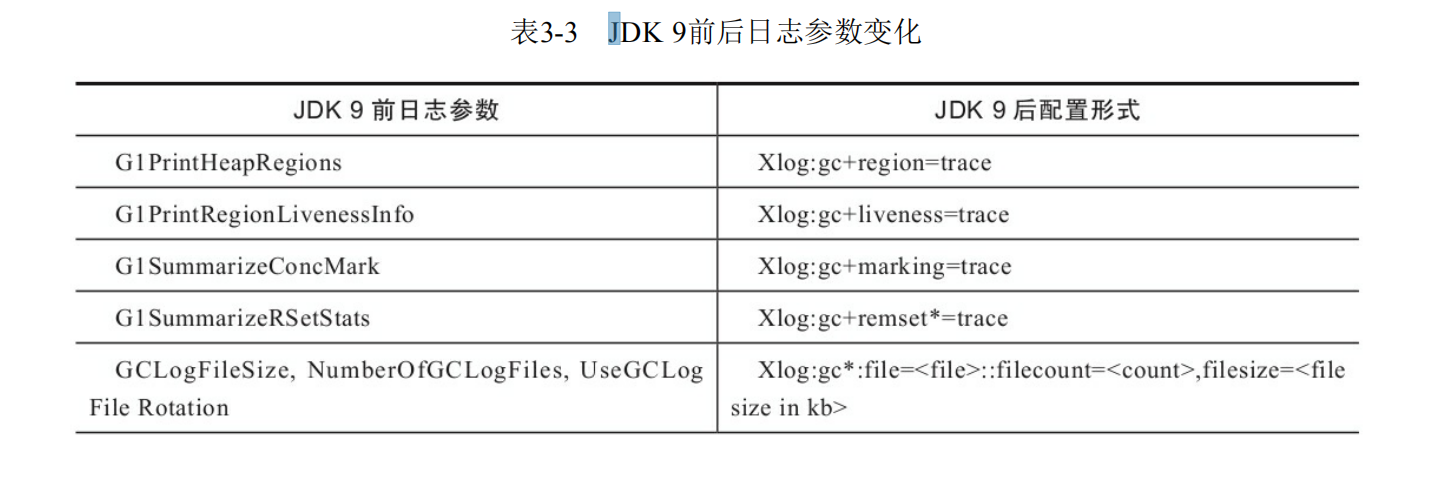 表3-3 JDK 9前后日志参数变化
JDK 9 前日志参数 JDK 9 后配置形式
G1PrintHeapRegions Xlog:gc+region=trace
G1PrintRegionLivenessInfo Xlog:gc+liveness=trace
G1SummarizeConcMark Xlog:gc+marking=trace
G1SummarizeRSetStats Xlog:gc+remset*=trace
GCLogFileSize, NumberOfGCLogFiles, UseGCLog Xlog:gc*:file=<file>::filecount=<count>,filesize=<file
File Rotation size in kb>